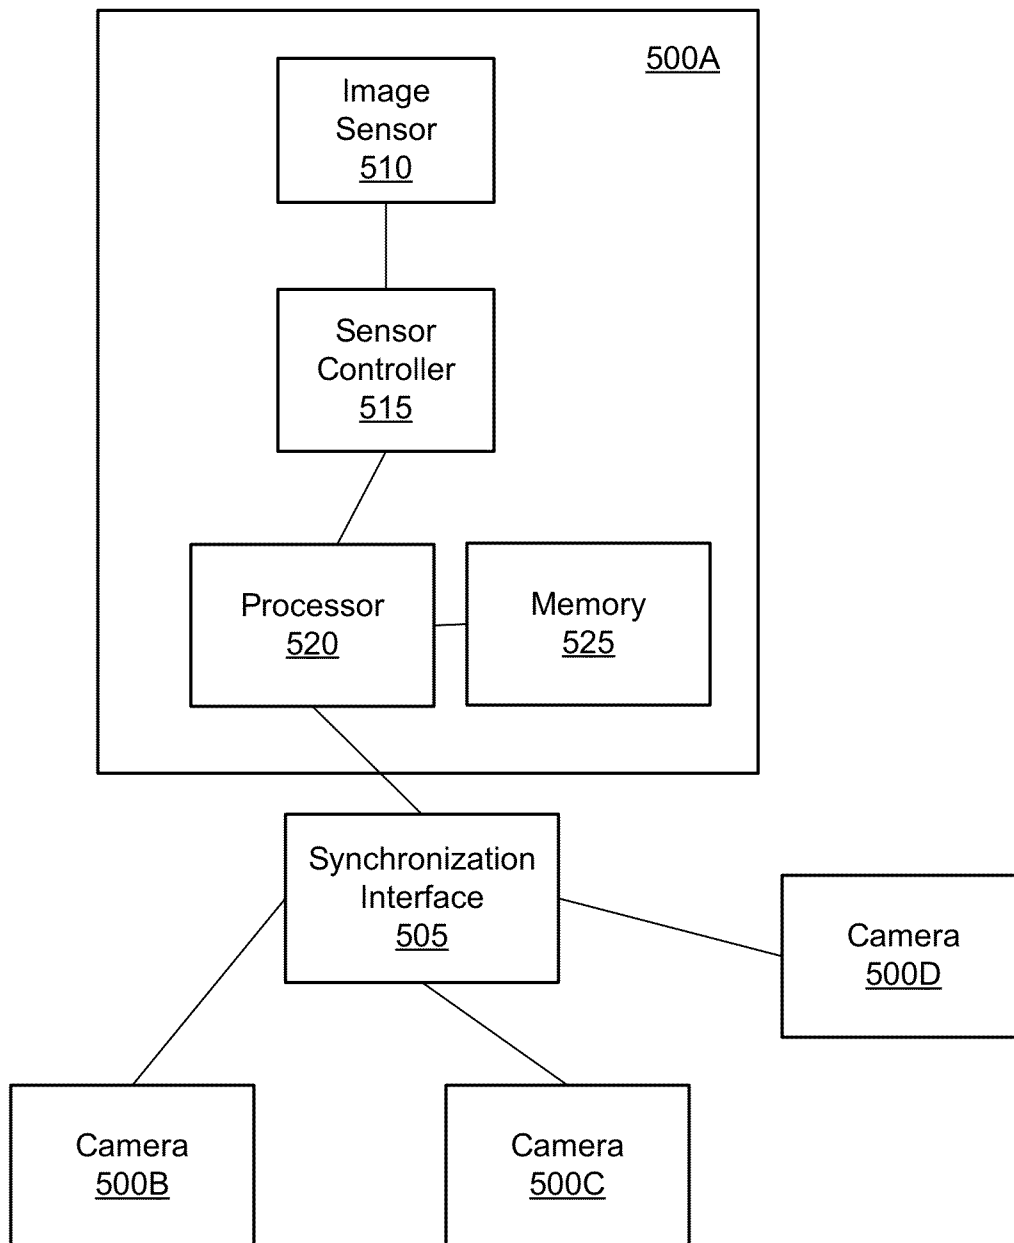 500A
Image
Sensor
510
Sensor
Controller
515
Processor
520
Memory
525
Synchronization
Interface
505
Camera
500D
Camera
500B
Camera
500C